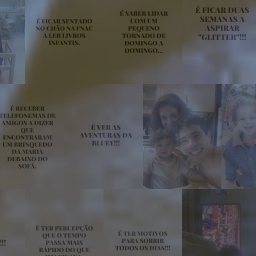 É FICAR SENTADO
NO CHÃO NA FNAC
A LER LIVROS
INFANTIS.
É SABER LIDAR
COM UM
PEQUENO
TORNADO DE
DOMINGO A
DOMINGO...
É FICAR DUAS
SEMANAS A
ASPIRAR
"GLITTER"!!!
É RECEBER
TELEFONEMAS DE
AMIGOS A DIZER
QUE
ENCONTRARAM
UM BRINQUEDO
DA MARIA
DEBAIXO DO
SOFÁ.
É VER AS
AVENTURAS DA
BLUEY!!!
!!!
É TER PERCEPÇÃO
QUE O TEMPO
PASSA MAIS
RÁPIDO DO QUE
É TER MOTIVOS
PARA SORRIR
TODOS OS DIAS!!!